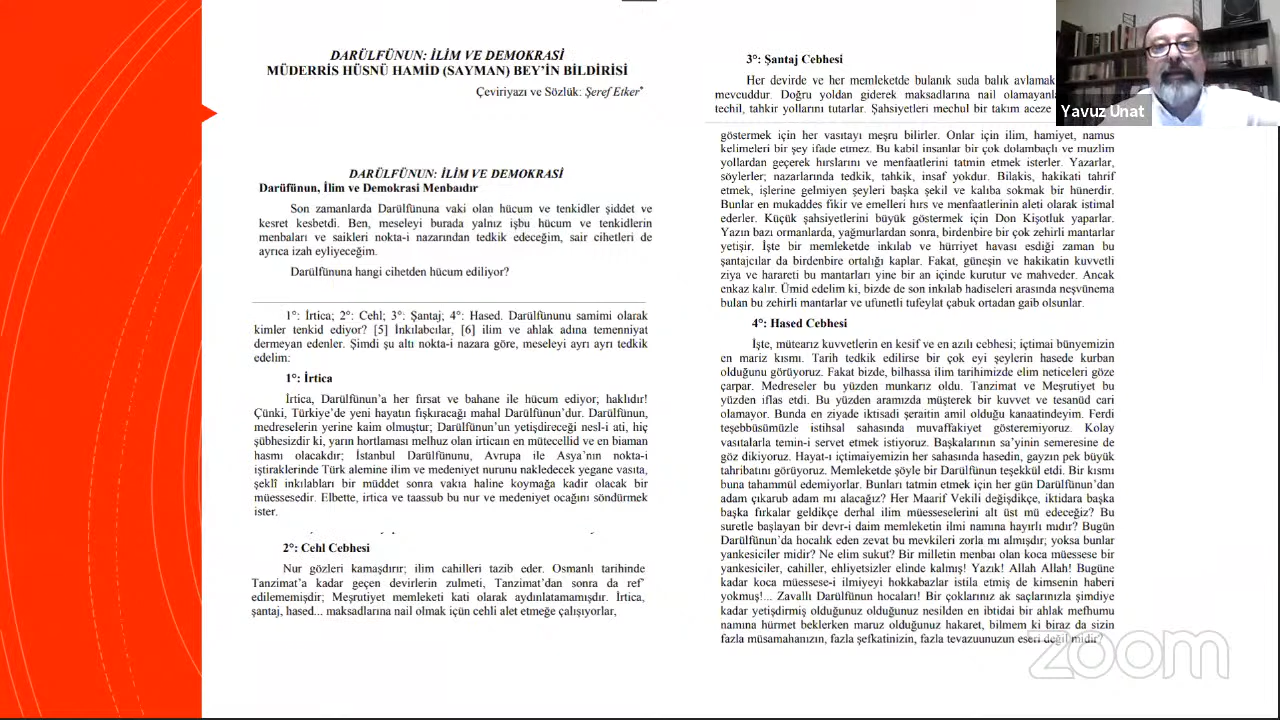 DARÜLFÜNUN: İLİM VE DEMOKRASİ
MÜDERRİS HÜSNÜ HAMİD (SAYMAN) BEY'İN BİLDİRİSİ
Çeviriyazı ve Sözlük: Şeref Etker*
DARÜLFÜNUN: İLİM VE DEMOKRASİ
Darüfünun, İlim ve Demokrasi Menbaıdır
Son zamanlarda Darülfünuna vaki olan hücum ve tenkidler şiddet ve
kesret kesbetdi. Ben, meseleyi burada yalnız işbu hücum ve tenkidlerin
menbaları ve saikleri nokta-i nazarından tedkik edeceğim, sair cihetleri de
ayrıca izah eyliyeceğim.
Darülfünuna hangi cihetden hücum ediliyor?
1°: İrtica; 2°: Cehl; 3°: Şantaj; 4°: Hased. Darülfünunu samimi olarak
kimler tenkid ediyor? [5] İnkılabcılar, [6] ilim ve ahlak adına temenniyat
dermeyan edenler. Şimdi şu altı nokta-i nazara göre, meseleyi ayrı ayrı tedkik
edelim:
1°: İrtica
İrtica, Darülfünun'a her fırsat ve bahane ile hücum ediyor; haklıdır!
Çünki, Türkiye'de yeni hayatın fışkıracağı mahal Darülfünun'dur. Darülfünun,
medreselerin yerine kaim olmuştur; Darülfünun'un yetişdireceği nesl-i ati, hiç
şübhesizdir ki, yarın hortlaması melhuz olan irticaın en mütecellid ve en biaman
hasmı olacakdır; İstanbul Darülfünunu, Avrupa ile Asya'nın nokta-i
iştiraklerinde Türk alemine ilim ve medeniyet nurunu nakledecek yegane vasıta,
şeklî inkılabları bir müddet sonra vakıa haline koymağa kadir olacak bir
müessesedir. Elbette, irtica ve taassub bu nur ve medeniyet ocağını söndürmek
ister.
2°: Cehl Cebhesi
Nur gözleri kamaşdırır; ilim cahilleri tazib eder. Osmanlı tarihinde
Tanzimat'a kadar geçen devirlerin zulmeti, Tanzimat'dan sonra da ref'
edilememişdir; Meşrutiyet memleketi kati olarak aydınlatamamışdır. İrtica,
şantaj, hased... maksadlarına nail olmak içün cehli alet etmeğe çalışıyorlar,
3°: Şantaj Cebhesi
Her devirde ve her memleketde bulanık suda balık avlamak
mevcuddur. Doğru yoldan giderek maksadlarına nail olamayanla
techil, tahkir yollarını tutarlar. Şahsiyetleri mechul bir takım aceze
göstermek için her vasıtayı meşru bilirler. Onlar için ilim, hamiyet, namus
kelimeleri bir şey ifade etmez. Bu kabil insanlar bir çok dolambaçlı ve muzlim
yollardan geçerek hırslarını ve menfaatlerini tatmin etmek isterler. Yazarlar,
söylerler; nazarlarında tedkik, tahkik, insaf yokdur. Bilakis, hakikati tahrif
etmek, işlerine gelmiyen şeyleri başka şekil ve kalıba sokmak bir hünerdir.
Bunlar en mukaddes fikir ve emelleri hırs ve menfaatlerinin aleti olarak istimal
ederler. Küçük şahsiyetlerini büyük göstermek için Don Kişotluk yaparlar.
Yazın bazı ormanlarda, yağmurlardan sonra, birdenbire bir çok zehirli mantarlar
yetişir. İşte bir memleketde inkılab ve hürriyet havası esdiği zaman bu
şantajcılar da birdenbire ortalığı kaplar. Fakat, güneşin ve hakikatin kuvvetli
ziya ve harareti bu mantarları yine bir an içinde kurutur ve mahveder. Ancak
enkaz kalır. Ümid edelim ki, bizde de son inkılab hadiseleri arasında neşvünema
bulan bu zehirli mantarlar ve ufunetli tufeylat çabuk ortadan gaib olsunlar.
4°: Hased Cebhesi
İşte, mütearız kuvvetlerin en kesif ve en azılı cebhesi; içtimai bünyemizin
en mariz kısmı. Tarih tedkik edilirse bir çok eyi şeylerin hasede kurban
olduğunu görüyoruz. Fakat bizde, bilhassa ilim tarihimizde elim neticeleri göze
çarpar. Medreseler bu yüzden munkarız oldu. Tanzimat ve Meşrutiyet bu
yüzden iflas etdi. Bu yüzden aramızda müşterek bir kuvvet ve tesanüd cari
olamayor. Bunda en ziyade iktisadi şeraitin amil olduğu kanaatindeyim. Ferdi
teşebbüsümüzle istihsal sahasında muvaffakiyet gösteremiyoruz. Kolay
vasıtalarla temin-i servet etmek istiyoruz. Başkalarının sa'yinin semeresine de
göz dikiyoruz. Hayat-ı içtimaiyemizin her sahasında hasedin, gayzın pek büyük
tahribatını görüyoruz. Memleketde şöyle bir Darülfünun teşekkül etdi. Bir kısmı
buna tahammül edemiyorlar. Bunları tatmin etmek için her gün Darülfünun'dan
adam çıkarub adam mı alacağız? Her Maarif Vekili değişdikçe, iktidara başka
başka fırkalar geldikçe derhal ilim müesseselerini alt üst mü edeceğiz? Bu
suretle başlayan bir devr-i daim memleketin ilmi namına hayırlı mıdır? Bugün
Darülfünun'da hocalık eden zevat bu mevkileri zorla mı almşdır; yoksa bunlar
yankesiciler midir? Ne elim sukut? Bir milletin menbaı olan koca müessese bir
yankesiciler, cahiller, ehliyetsizler elinde kalmış! Yazık! Allah Allah! Bugüne
kadar koca müessese-i ilmiyeyi hokkabazlar istila etmiş de kimsenin haberi
yokmuş!... Zavallı Darülfünun hocaları! Bir çoklarınız ak saçlarınızla şimdiye
kadar yetişdirmiş olduğunuz olduğunuz nesilden en ibtidai bir ahlak mefhumu
namına hürmet beklerken maruz olduğunuz hakaret, bilmem ki biraz da sizin
fazla müsamahanızın, fazla şefkatinizin, fazla tevazuunuzun eseri değil midir?
Yavuz Unat
zoom